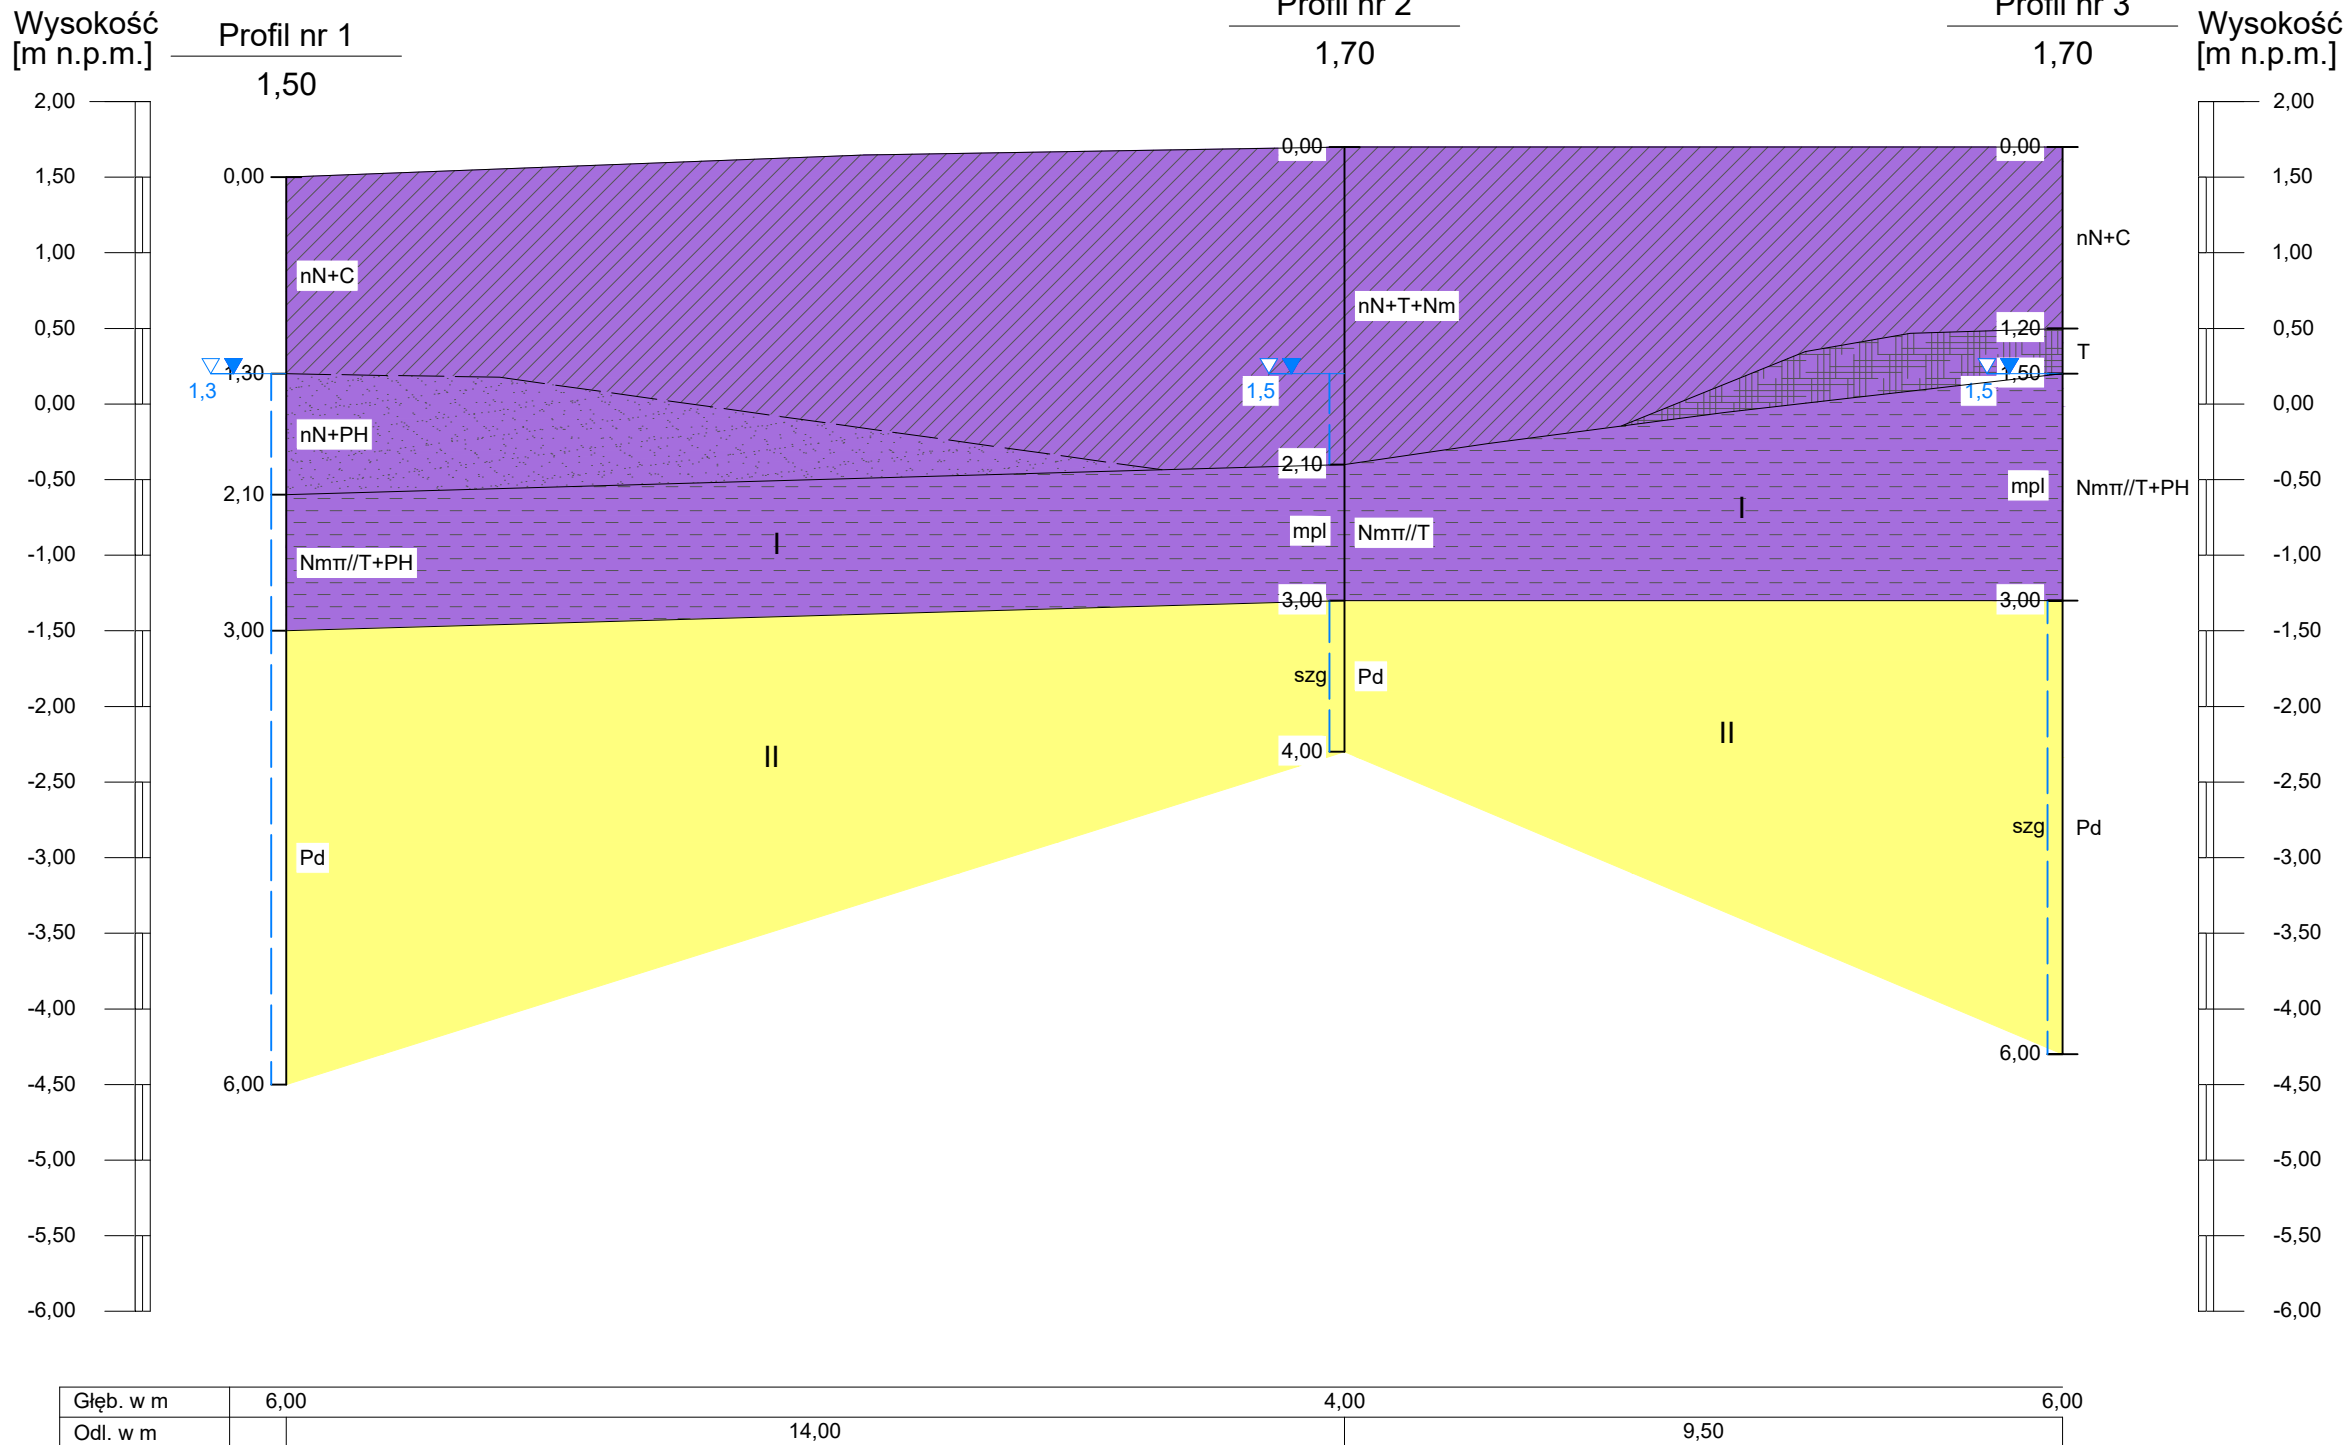 Profil nr 2
Profil nr 3
Wysokość
[m n.p.m.]
Profil nr 1
1,50
1,70
1,70
Wysokość
[m n.p.m.]
2,00
2,00
0,00
0,00
1,50
0,00
1,50
nN+C
1,00
nN+C
1,00
nN+T+Nm
0,50
1,20
0,50
T
1,30
1,50
1,3
1,5
1,5
0,00
0,00
nN+PH
2,10
-0,50
2,10
mpl
Nmπ//T+PH
-0,50
I
I
mpl
Nmπ//T
-1,00
Nmπ//T+PH
-1,00
3,00
3,00
-1,50
3,00
-1,50
szg
Pd
-2,00
-2,00
II
II
4,00
-2,50
-2,50
szg
Pd
-3,00
Pd
-3,00
-3,50
-3,50
-4,00
-4,00
6,00
-4,50
6,00
-4,50
-5,00
-5,00
-5,50
-5,50
-6,00
-6,00
Głęb. w m
6,00
4,00
6,00
Odl. w m
14,00
9,50